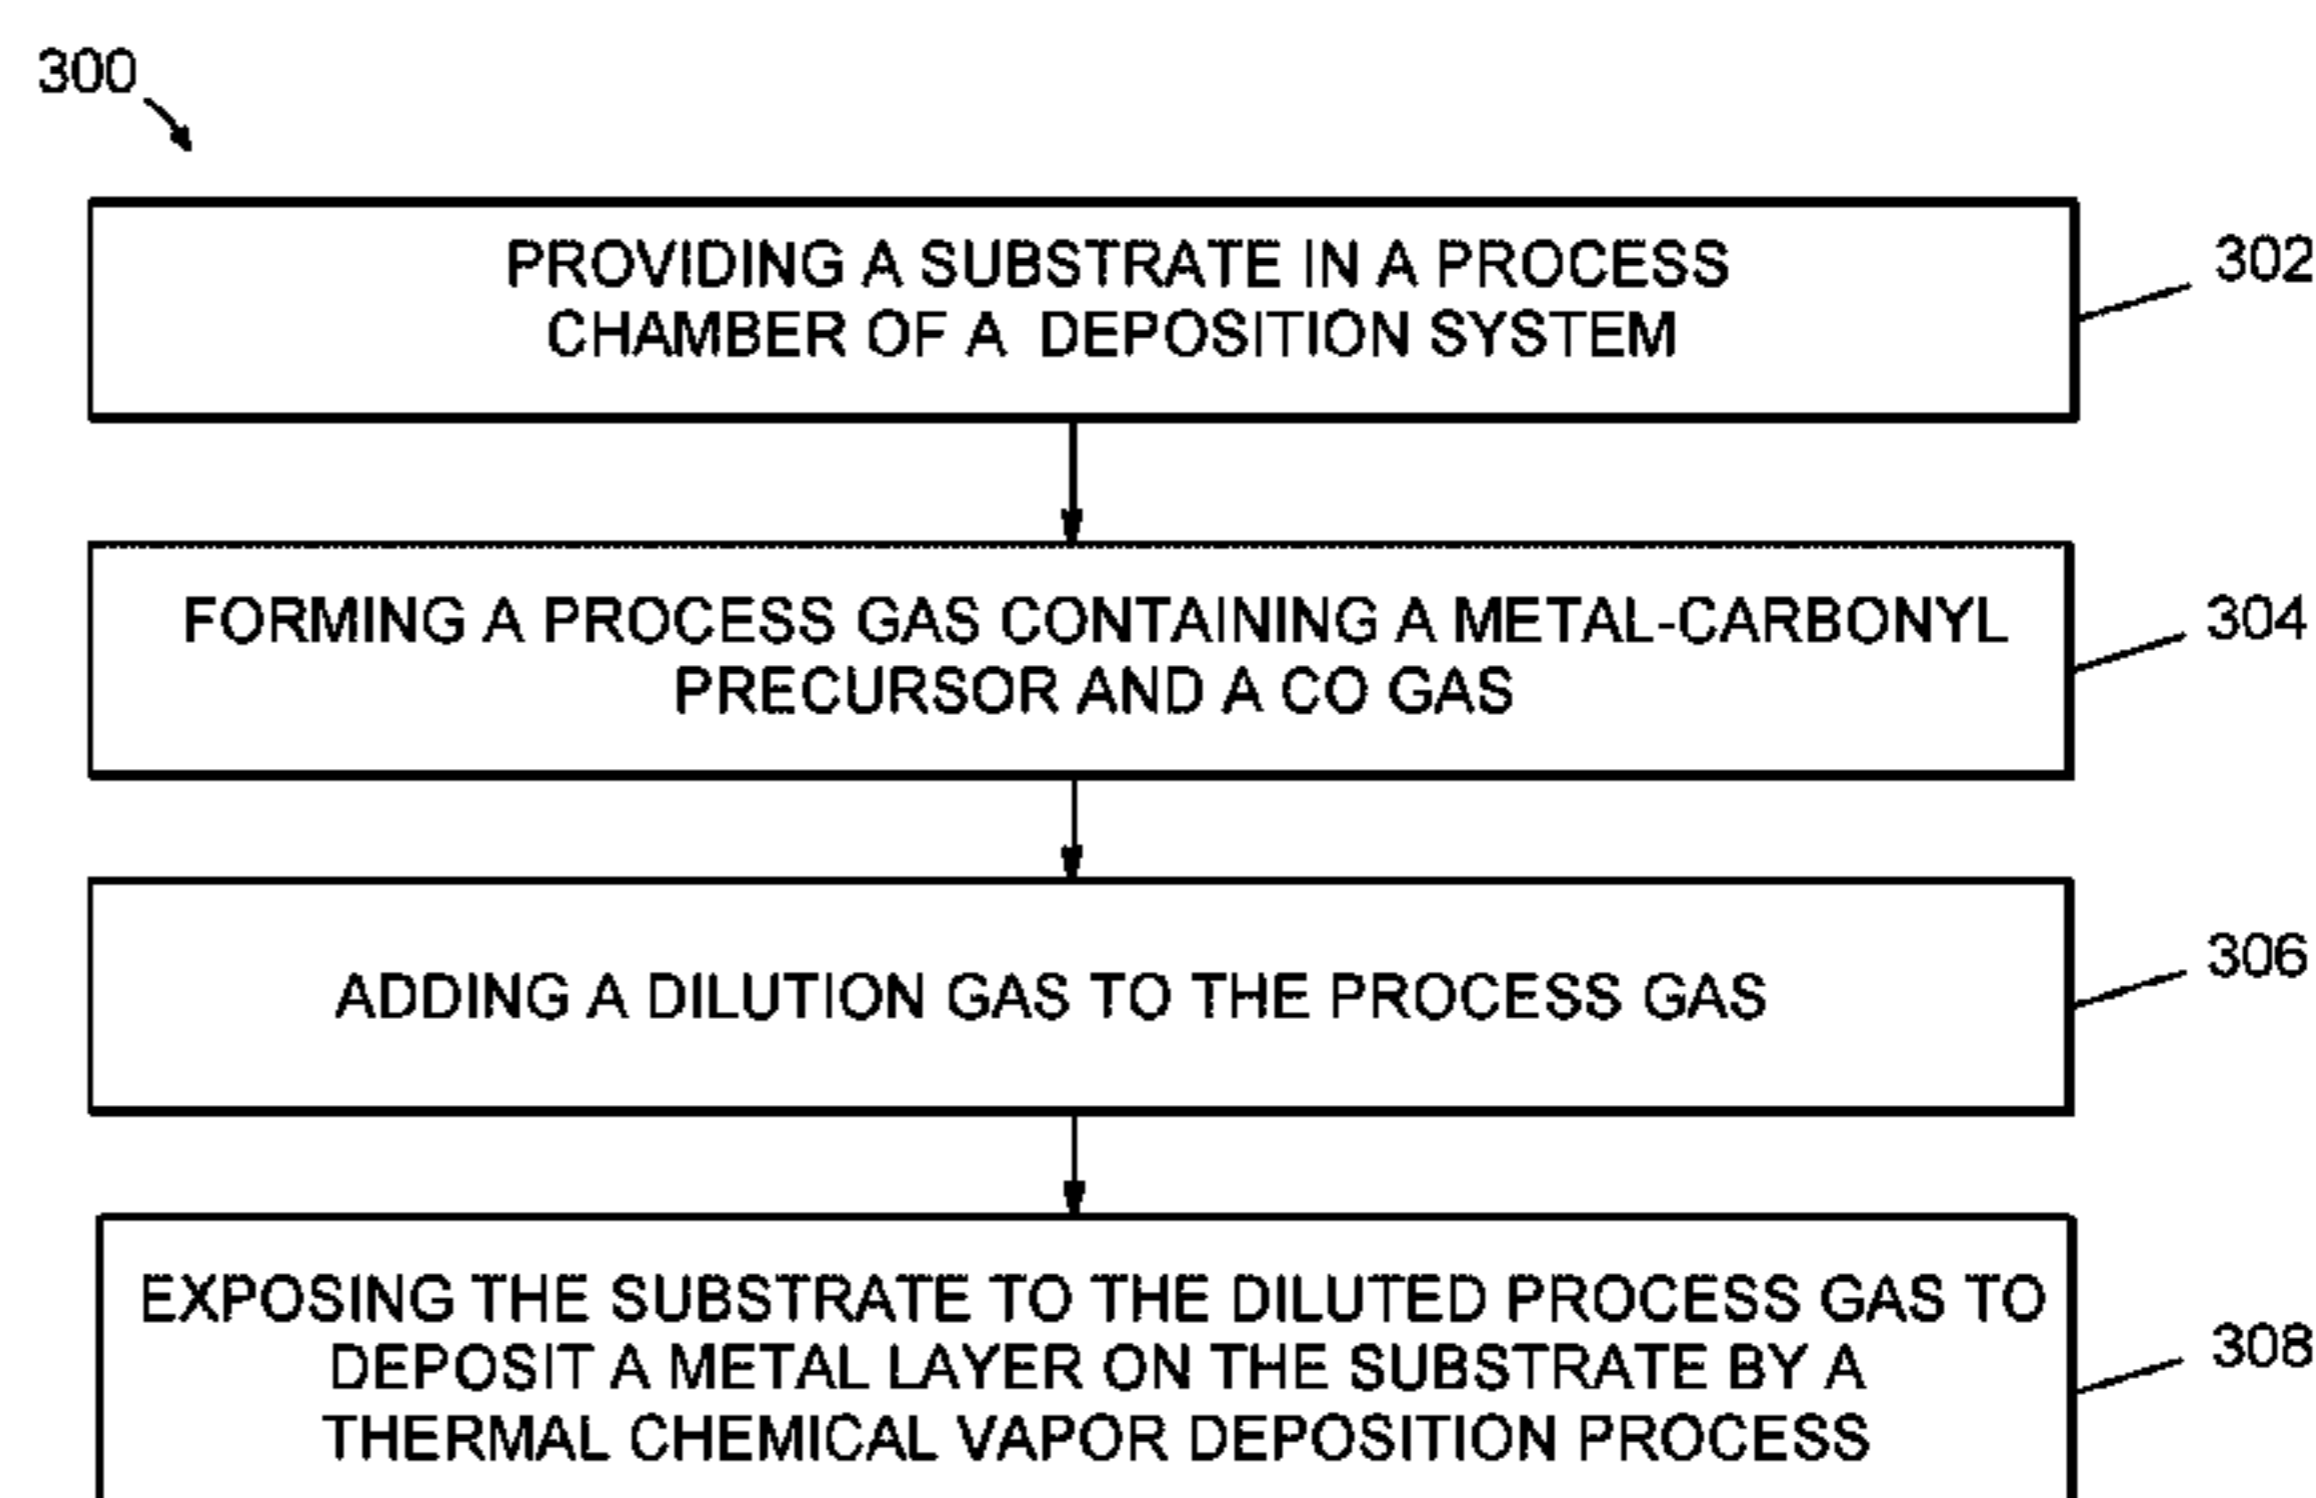 300
PROVIDING A SUBSTRATE IN A PROCESS
CHAMBER OF A DEPOSITION SYSTEM
302
FORMING A PROCESS GAS CONTAINING A METAL-CARBONYL
PRECURSOR AND A CO GAS
304
ADDING A DILUTION GAS TO THE PROCESS GAS
306
EXPOSING THE SUBSTRATE TO THE DILUTED PROCESS GAS TO
DEPOSIT A METAL LAYER ON THE SUBSTRATE BY A
THERMAL CHEMICAL VAPOR DEPOSITION PROCESS
308